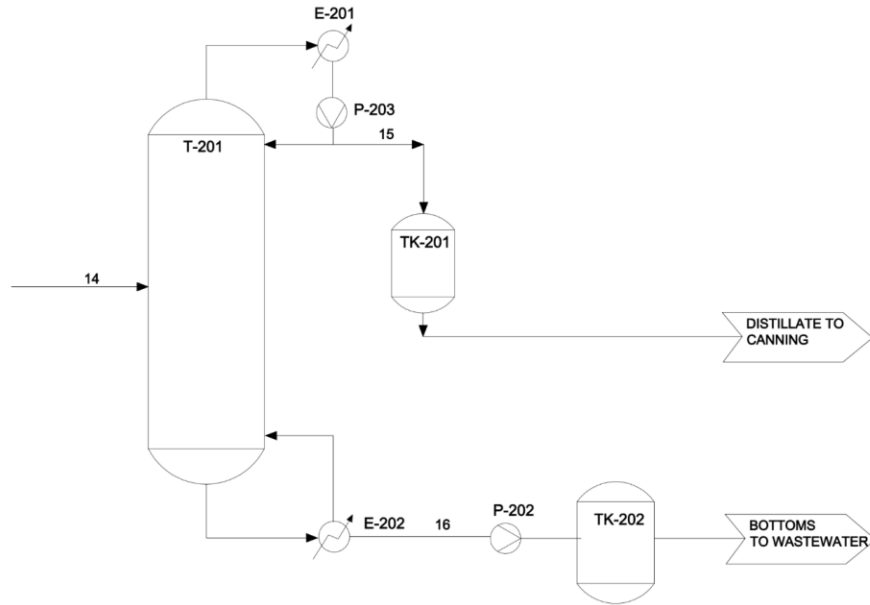 E-201
P-203
15
T-201
TK-201
14
DISTILLATE TO
CANNING
P-202
E-202
16
TK-202
BOTTOMS
TO WASTEWATER